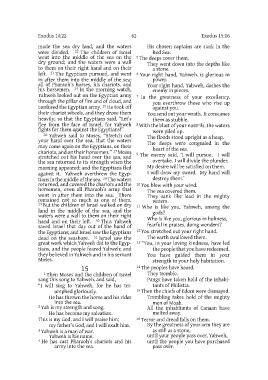 Exodus 14:22
62
Exodus 15:16
made the sea dry land, and the waters
were divided. 22 The children of Israel
went into the middle of the sea on the
dry ground; and the waters were a wall
to them on their right hand and on their
left. 23 The Egyptians pursued, and went
in after them into the middle of the sea:
all of Pharaoh's horses, his chariots, and
his horsemen. 24 In the morning watch,
Yahweh looked out on the Egyptian army
through the pillar of fire and of cloud, and
confused the Egyptian army. 25 He took off
their chariot wheels, and they drove them
heavily; so that the Egyptians said, "Let's
flee from the face of Israel, for Yahweh
fights for them against the Egyptians!"
26 Yahweh said to Moses, "Stretch out
your hand over the sea, that the waters
may come again on the Egyptians, on their
chariots, and on their horsemen." 27 Moses
stretched out his hand over the sea, and
the sea returned to its strength when the
morning appeared; and the Egyptians fled
against it. Yahweh overthrew the Egyp-
tians in the middle of the sea. 28 The waters
returned, and covered the chariots and the
horsemen, even all Pharaoh's army that
went in after them into the sea. There
remained not so much as one of them.
29 But the children of Israel walked on dry
land in the middle of the sea, and the
waters were a wall to them on their right
hand and on their left. 30 Thus Yahweh
saved Israel that day out of the hand of
the Egyptians; and Israel saw the Egyptians
dead on the seashore. 31 Israel saw the
great work which Yahweh did to the Egyp-
tians, and the people feared Yahweh; and
they believed in Yahweh and in his servant
Moses.
15
1 Then Moses and the children of Israel
sang this song to Yahweh, and said,
"I will sing to Yahweh, for he has tri-
umphed gloriously.
He has thrown the horse and his rider
into the sea.
2 Yah is my strength and song.
He has become my salvation.
This is my God, and I will praise him;
my father's God, and I will exalt him.
3 Yahweh is a man of war.
Yahweh is his name.
4 He has cast Pharaoh's chariots and his
army into the sea.
His chosen captains are sunk in the
Red Sea.
5 The deeps cover them.
They went down into the depths like
a stone.
6 Your right hand, Yahweh, is glorious in
power.
Your right hand, Yahweh, dashes the
enemy in pieces.
7 In the greatness of your excellency,
you overthrow those who rise up
against you.
You send out your wrath. It consumes
them as stubble.
8 With the blast of your nostrils, the waters
were piled up.
The floods stood upright as a heap.
The deeps were congealed in the
heart of the sea.
9 The enemy said, 'I will pursue. I will
overtake. I will divide the plunder.
My desire will be satisfied on them.
I will draw my sword. My hand will
destroy them.'
10 You blew with your wind.
The sea covered them.
They sank like lead in the mighty
waters.
11 Who is like you, Yahweh, among the
gods?
Who is like you, glorious in holiness,
fearful in praises, doing wonders?
12 You stretched out your right hand.
The earth swallowed them.
13 "You, in your loving kindness, have led
the people that you have redeemed.
You have guided them in your
strength to your holy habitation.
14 The peoples have heard.
They tremble.
Pangs have taken hold of the inhabi-
tants of Philistia.
15 Then the chiefs of Edom were dismayed.
Trembling takes hold of the mighty
men of Moab.
All the inhabitants of Canaan have
melted away.
16 Terror and dread falls on them.
By the greatness of your arm they are
as still as a stone,
until your people pass over, Yahweh,
until the people you have purchased
pass over.